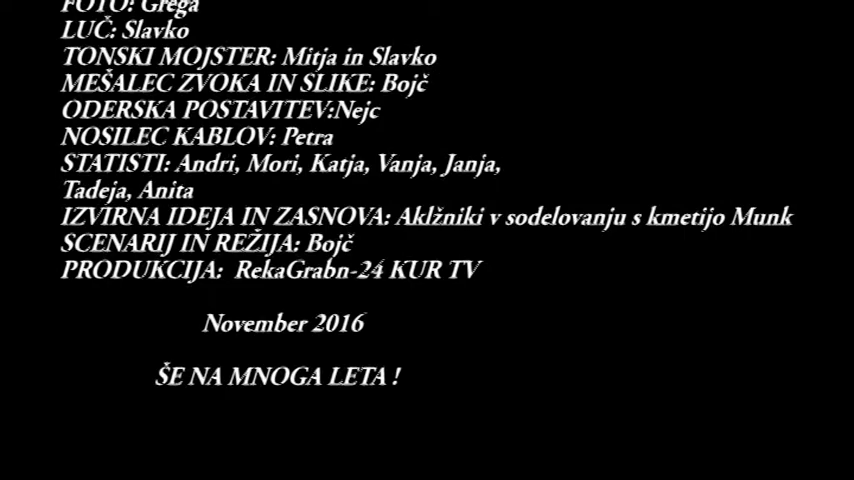 FOTO: Grega
LUČ: Slavko
TONSKI MOJSTER: Mitja in Slavko
MEŠALEC ZVOKA IN SLIKE: Bojč
ODERSKA POSTAVITEV:Nejc
NOSILEC KABLOV: Petra
STATISTI: Andri, Mori, Katja, Vanja, Janja,
Tadeja, Anita
IZVIRNA IDEJA IN ZASNOVA: Aklžniki v sodelovanju s kmetijo Munk
SCENARIJ IN REŽIJA: Bojč
PRODUKCIJA: RekaGrabn-24 KUR TV
November 2016
ŠE NA MNOGA LETA !